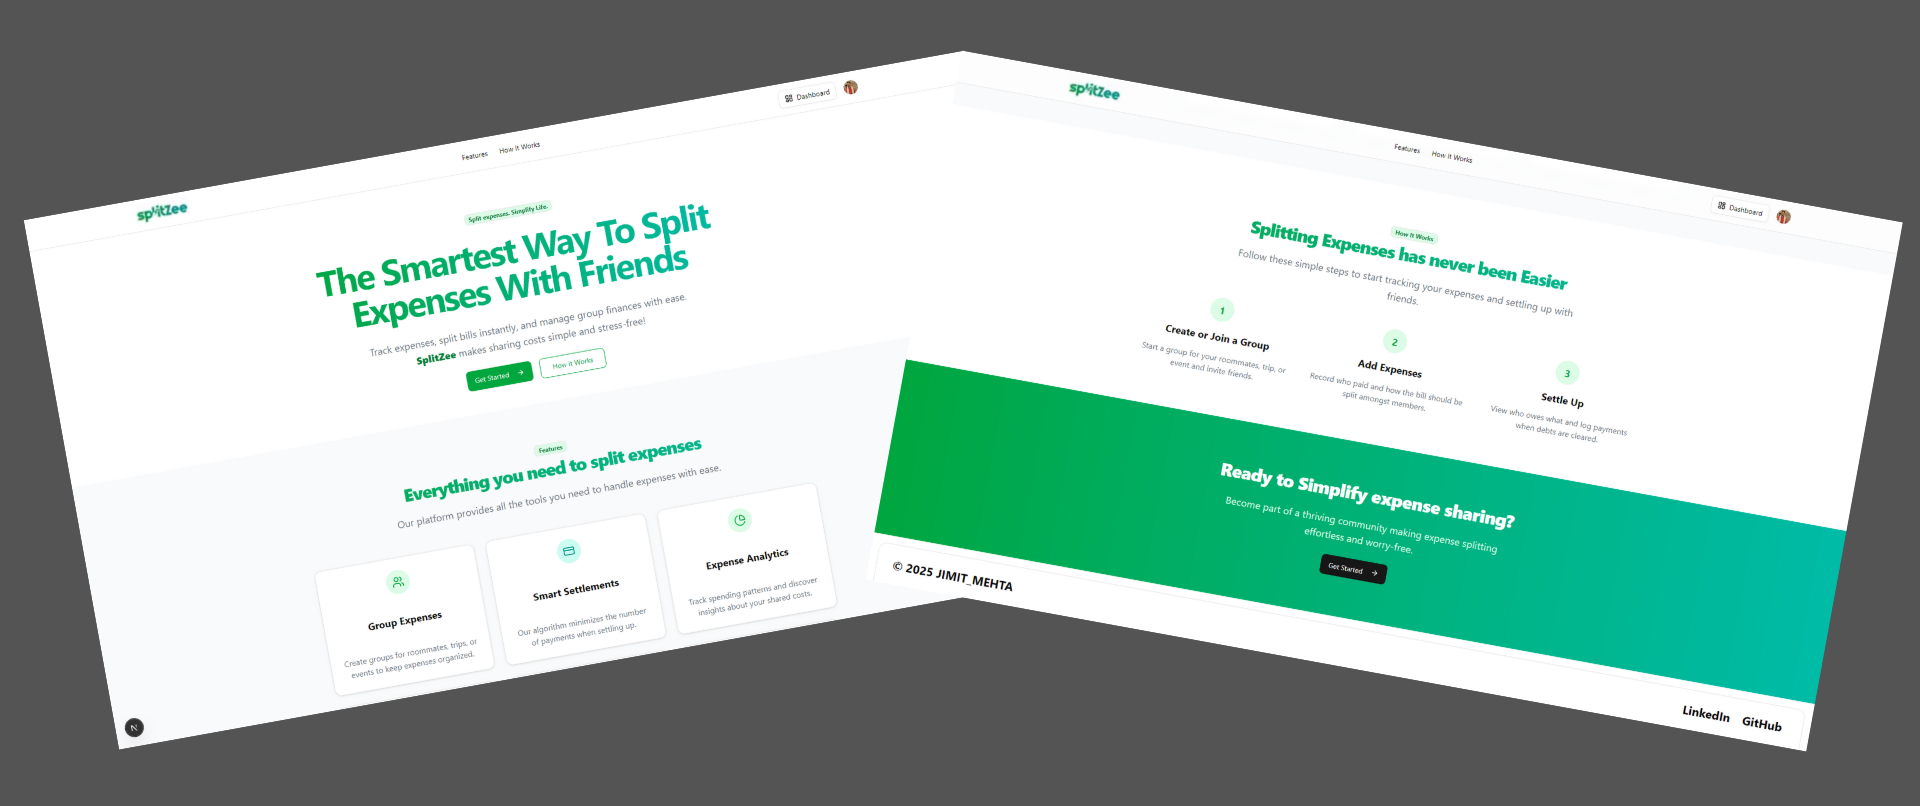 splitzee
Features
How It Works
Dashboard
Split expenses. Simplify Life.
The Smartest Way To Split
Expenses With Friends
Track expenses, split bills instantly, and manage group finances with ease.
SplitZee makes sharing costs simple and stress-free!
Get Started
How It Works
Features
Everything you need to split expenses
Our platform provides all the tools you need to handle expenses with ease.
Group Expenses
Create groups for roommates, trips, or
events to keep expenses organized.
Smart Settlements
Our algorithm minimizes the number
of payments when settling up.
Expense Analytics
Track spending patterns and discover
insights about your shared costs.
N
splitzee
Features
How It Works
Dashboard
How It Works
Splitting Expenses has never been Easier
Follow these simple steps to start tracking your expenses and settling up with
friends.
1
Create or Join a Group
Start a group for your roommates, trip, or
event and invite friends.
2
Add Expenses
Record who paid and how the bill should be
split amongst members.
3
Settle Up
View who owes what and log payments
when debts are cleared.
Ready to Simplify expense sharing?
Become part of a thriving community making expense splitting
effortless and worry-free.
Get Started
© 2025 JIMIT_MEHTA
LinkedIn
GitHub